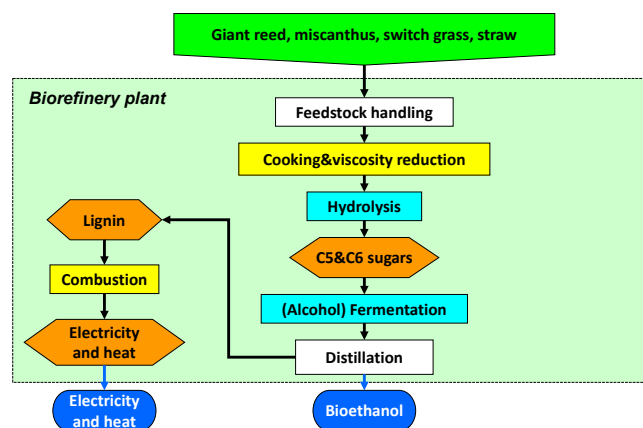 Giant reed, miscanthus, switch grass, straw
Biorefinery plant
Feedstock handling
Cooking&viscosity reduction
Hydrolysis
Lignin
C5&C6 sugars
Combustion
(Alcohol) Fermentation
Electricity
and heat
Distillation
Electricity
and heat
Bioethanol